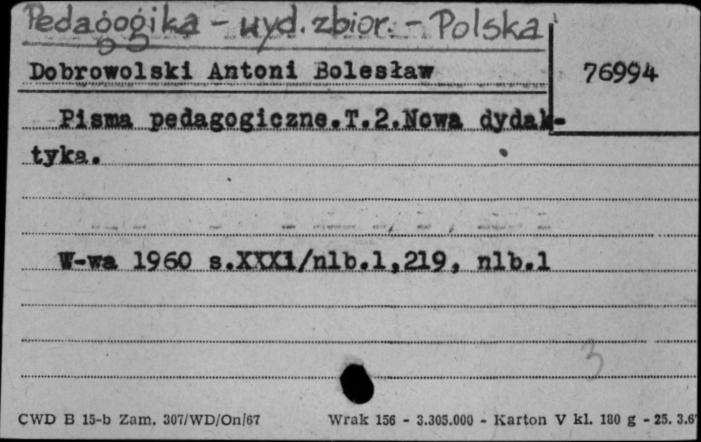 Pedagogika - wyd. zbior. - Polska
Dobrowolski Antoni Bolesław
76994
Pisma pedagogiczne.T.2.Nowa dydak-
tyka.
W-wa 1960 s.XXX1/nlb.1,219, nlb.1
3
CWD B 15-b Zam. 307/WD/On/67 Wrak 156 - 3.305.000 - Karton V kl. 180 g - 25. 3.6